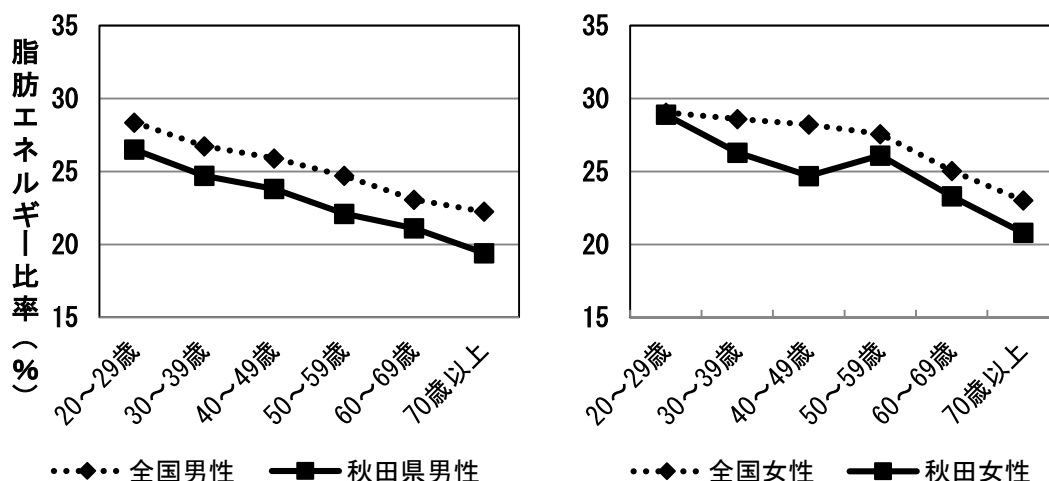 脂肪エネルギー比率(%)
35
30
25
20
15
20～29歳
30～39歳
40～49歳
50～59歳
60～69歳
70歳以上
全国男性
秋田県男性
35
30
25
20
15
20～29歳
30～39歳
40～49歳
50～59歳
60～69歳
70歳以上
全国女性
秋田女性